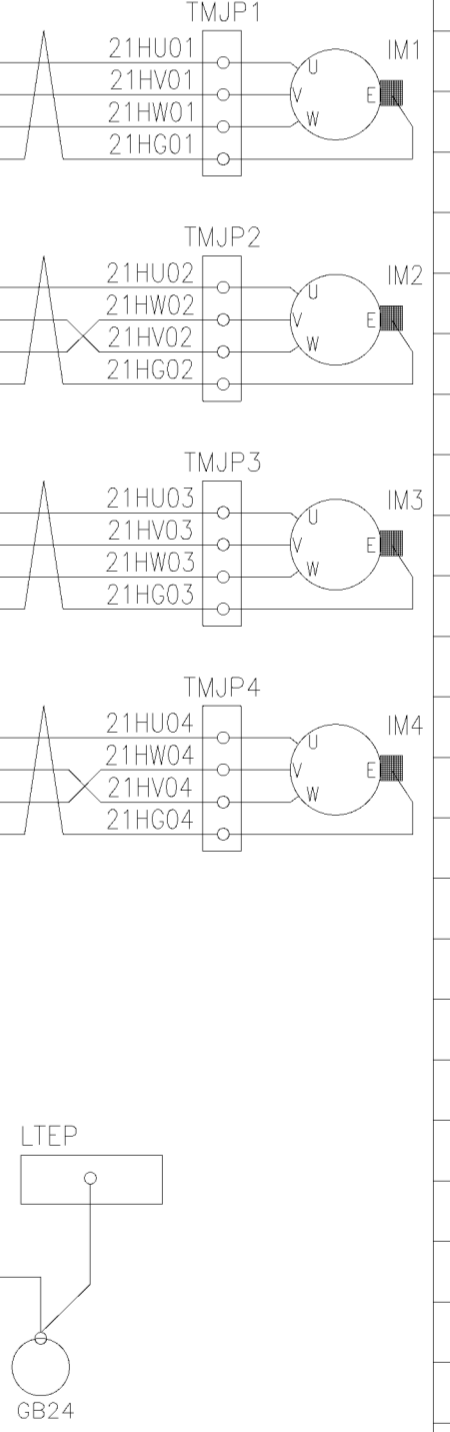 TMJP1
IM1
21HU01
U
21HV01
V
E
21HW01
W
21HG01
TMJP2
IM2
21HU02
U
21HW02
V
E
21HV02
W
21HG02
TMJP3
IM3
21HU03
U
21HV03
V
E
21HW03
W
21HG03
TMJP4
IM4
21HU04
U
21HW04
V
E
21HV04
W
21HG04
LTEP
GB24